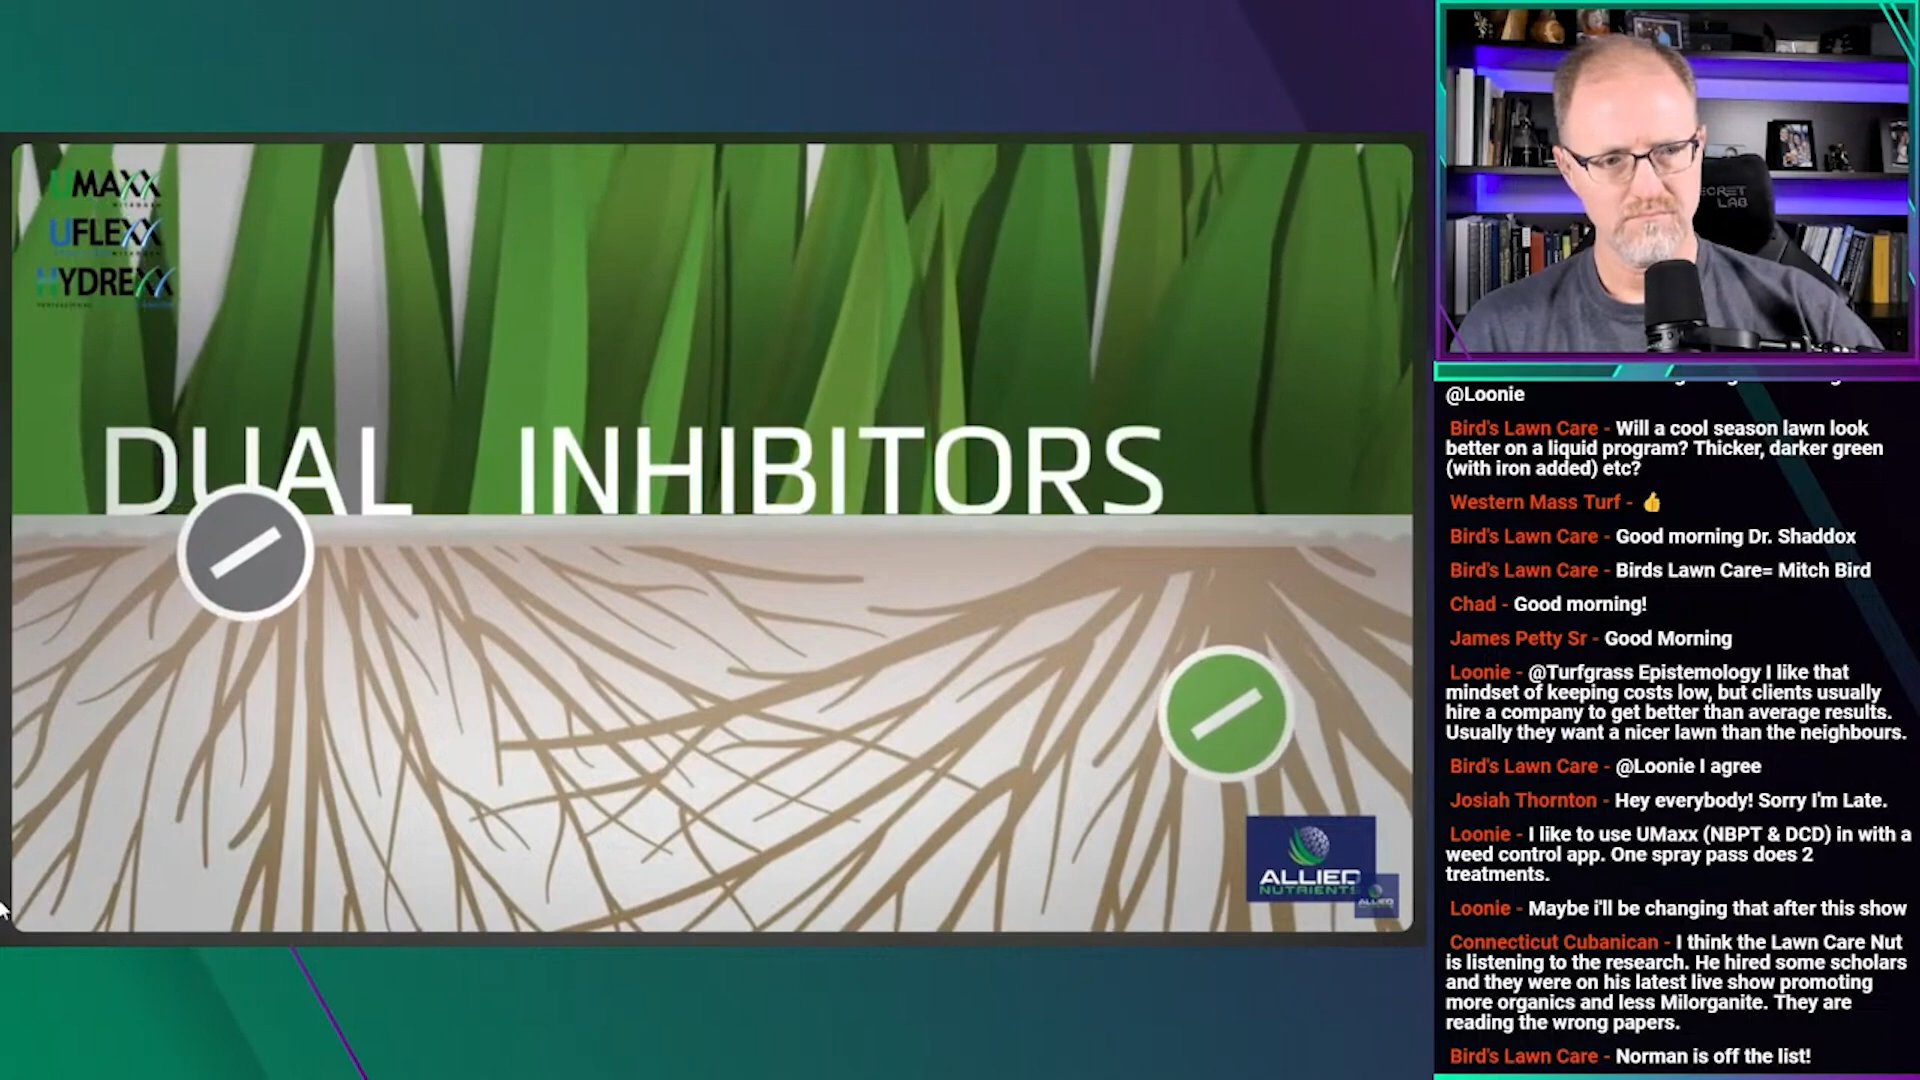 UMAXX
UFLEXX
HYDREXX
DUAL INHIBITORS
ALLIED
NUTRIENTS
ALLIED
SECRET
LAB
@Loonie
Bird's Lawn Care - Will a cool season lawn look
better on a liquid program? Thicker, darker green
(with iron added) etc?
Western Mass Turf - 👍
Bird's Lawn Care - Good morning Dr. Shaddox
Bird's Lawn Care - Birds Lawn Care= Mitch Bird
Chad - Good morning!
James Petty Sr - Good Morning
Loonie - @Turfgrass Epistemology I like that
mindset of keeping costs low, but clients usually
hire a company to get better than average results.
Usually they want a nicer lawn than the neighbours.
Bird's Lawn Care - @Loonie I agree
Josiah Thornton - Hey everybody! Sorry I'm Late.
Loonie - I like to use UMaxx (NBPT & DCD) in with a
weed control app. One spray pass does 2
treatments.
Loonie - Maybe i'll be changing that after this show
Connecticut Cubanican - I think the Lawn Care Nut
is listening to the research. He hired some scholars
and they were on his latest live show promoting
more organics and less Milorganite. They are
reading the wrong papers.
Bird's Lawn Care - Norman is off the list!